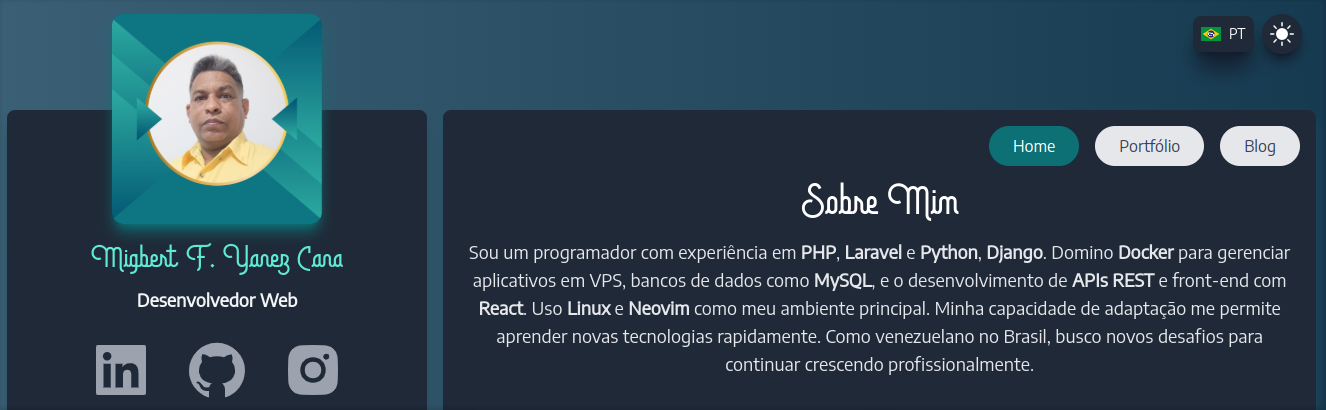 PT
Home
Portfólio
Blog
Sobre Mim
Migbert F. Yanez Cana
Desenvolvedor Web
in
Sou um programador com experiência em PHP, Laravel e Python, Django. Domino Docker para gerenciar
aplicativos em VPS, bancos de dados como MySQL, e o desenvolvimento de APIs REST e front-end com
React. Uso Linux e Neovim como meu ambiente principal. Minha capacidade de adaptação me permite
aprender novas tecnologias rapidamente. Como venezuelano no Brasil, busco novos desafios para
continuar crescendo profissionalmente.